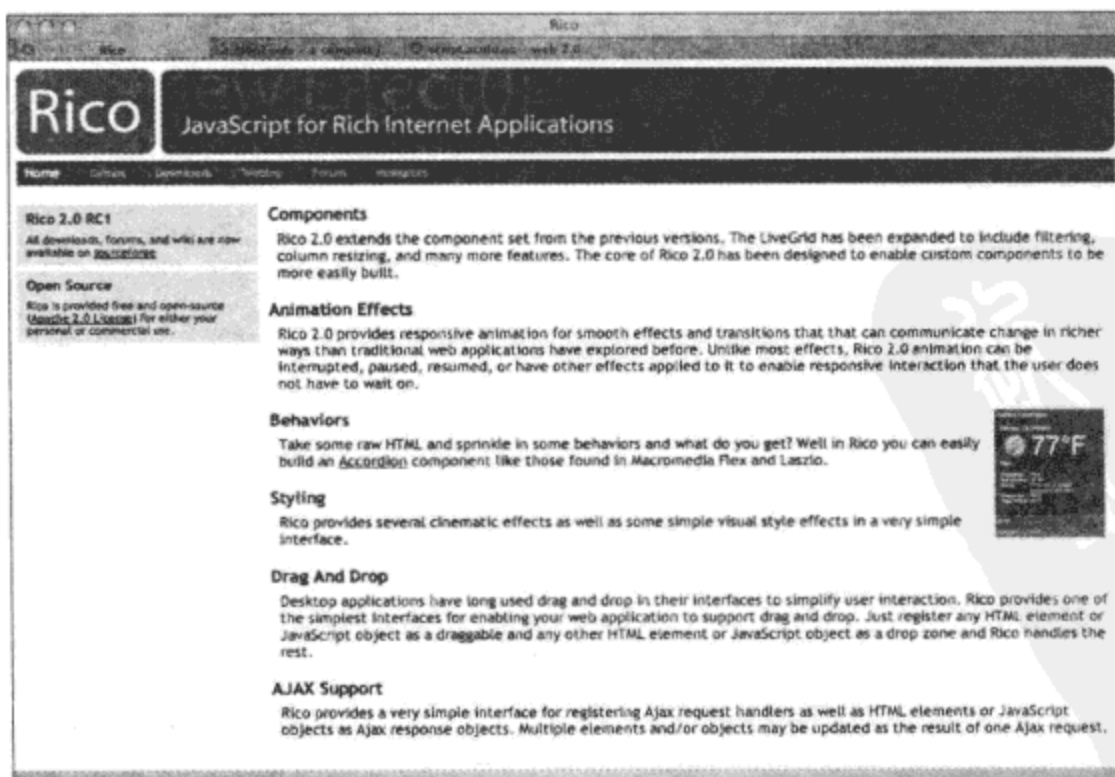 Rico
Rico
Rico
JavaScript for Rich Internet Applications
Home Demos Downloads Weblog Forum Resources
Rico 2.0 RC1
All downloads, forums, and wiki are now
available on sourceforge
Open Source
Rico is provided free and open-source
(Apache 2.0 License) for either your
personal or commercial use.
Components
Rico 2.0 extends the component set from the previous versions. The LiveGrid has been expanded to include filtering,
column resizing, and many more features. The core of Rico 2.0 has been designed to enable custom components to be
more easily built.
Animation Effects
Rico 2.0 provides responsive animation for smooth effects and transitions that that can communicate change in richer
ways than traditional web applications have explored before. Unlike most effects, Rico 2.0 animation can be
interrupted, paused, resumed, or have other effects applied to it to enable responsive interaction that the user does
not have to wait on.
Behaviors
Take some raw HTML and sprinkle in some behaviors and what do you get? Well in Rico you can easily
build an Accordion component like those found in Macromedia Flex and Laszlo.
77°F
Styling
Rico provides several cinematic effects as well as some simple visual style effects in a very simple
interface.
Drag And Drop
Desktop applications have long used drag and drop in their interfaces to simplify user interaction. Rico provides one of
the simplest interfaces for enabling your web application to support drag and drop. Just register any HTML element or
JavaScript object as a draggable and any other HTML element or JavaScript object as a drop zone and Rico handles the
rest.
AJAX Support
Rico provides a very simple interface for registering Ajax request handlers as well as HTML elements or JavaScript
objects as Ajax response objects. Multiple elements and/or objects may be updated as the result of one Ajax request.